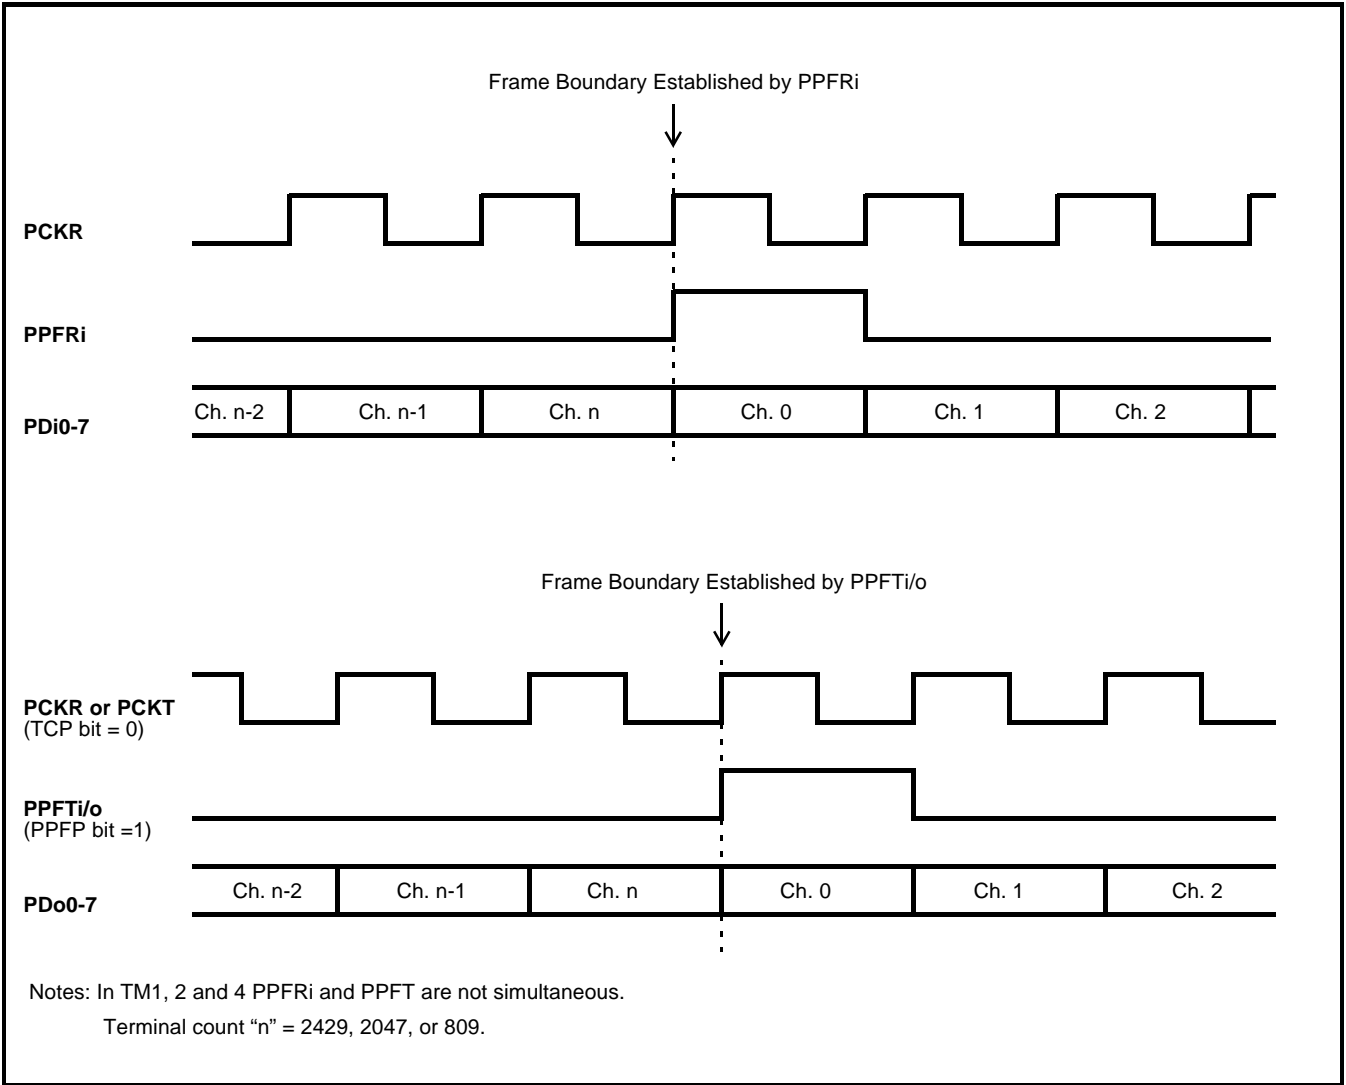 Frame Boundary Established by PPFRi
PCKR
PPFRi
PDi0-7
Ch. n-2 Ch. n-1 Ch. n Ch. 0 Ch. 1 Ch. 2
Frame Boundary Established by PPFTi/o
PCKR or PCKT
(TCP bit = 0)
PPFTi/o
(PPFP bit =1)
PDo0-7
Ch. n-2 Ch. n-1 Ch. n Ch. 0 Ch. 1 Ch. 2
Notes: In TM1, 2 and 4 PPFRi and PPFT are not simultaneous.
Terminal count “n” = 2429, 2047, or 809.